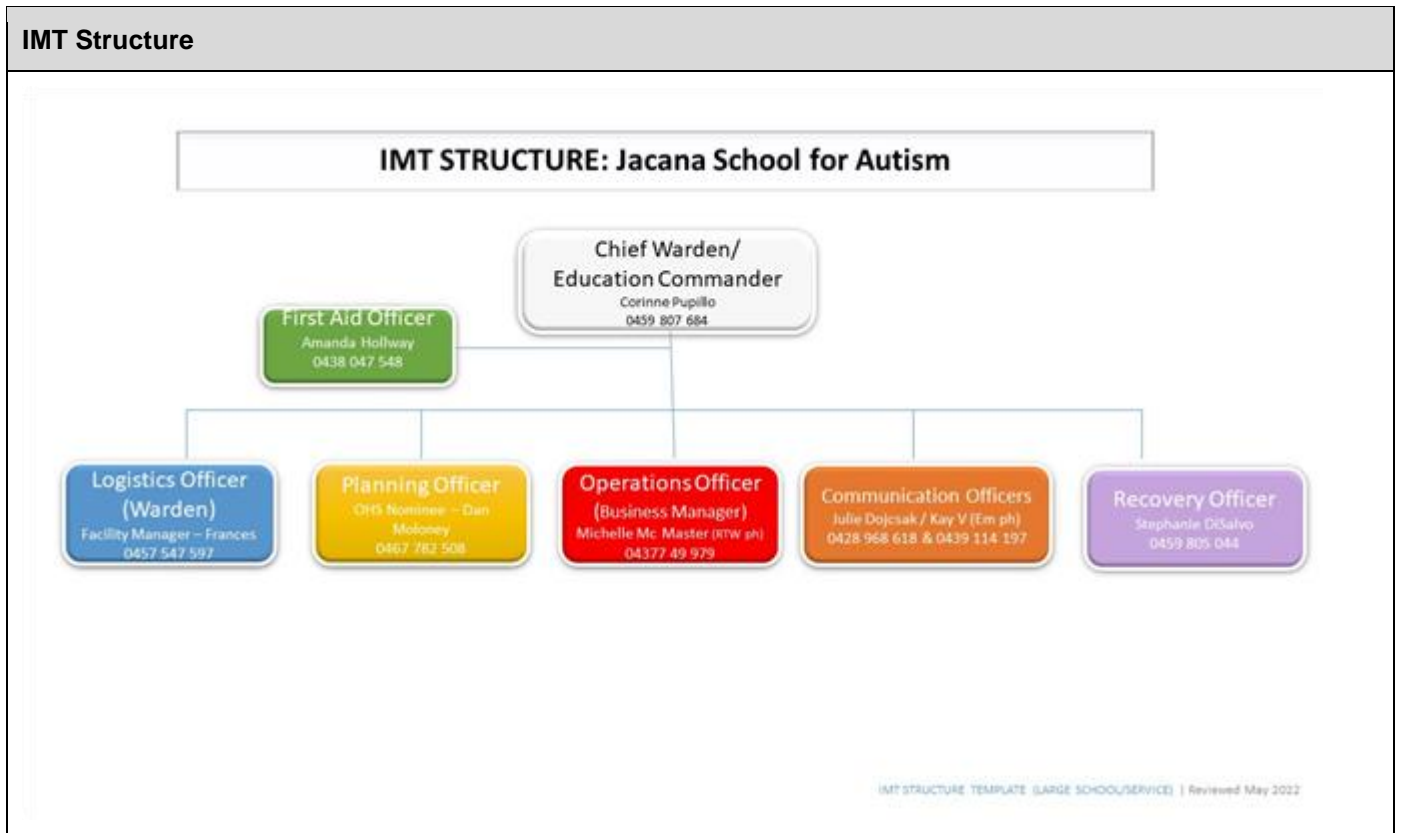 IMT Structure
IMT STRUCTURE: Jacana School for Autism
Chief Warden/
Education Commander
Corinne Pupillo
0459 807 684
First Aid Officer
Amanda Hollway
0438 047 548
Logistics Officer
(Warden)
Facility Manager – Frances
0457 547 597
Planning Officer
OHS Nominee – Dan
Moloney
0467 782 508
Operations Officer
(Business Manager)
Michelle Mc Master (RTW ph)
04377 49 979
Communication Officers
Julie Dojcsak / Kay V (Em ph)
0428 968 618 & 0439 114 197
Recovery Officer
Stephanie DiSalvo
0459 805 044
IMT STRUCTURE TEMPLATE (LARGE SCHOOL/SERVICE) | Reviewed May 2022